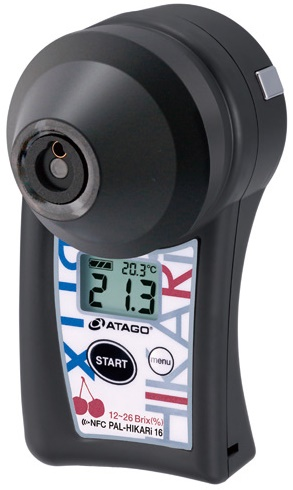 20.3°C
21.3
ATAGO®
START
menu
12~26 Brix(%)
NFC PAL-HIKARi 16
HIKARi